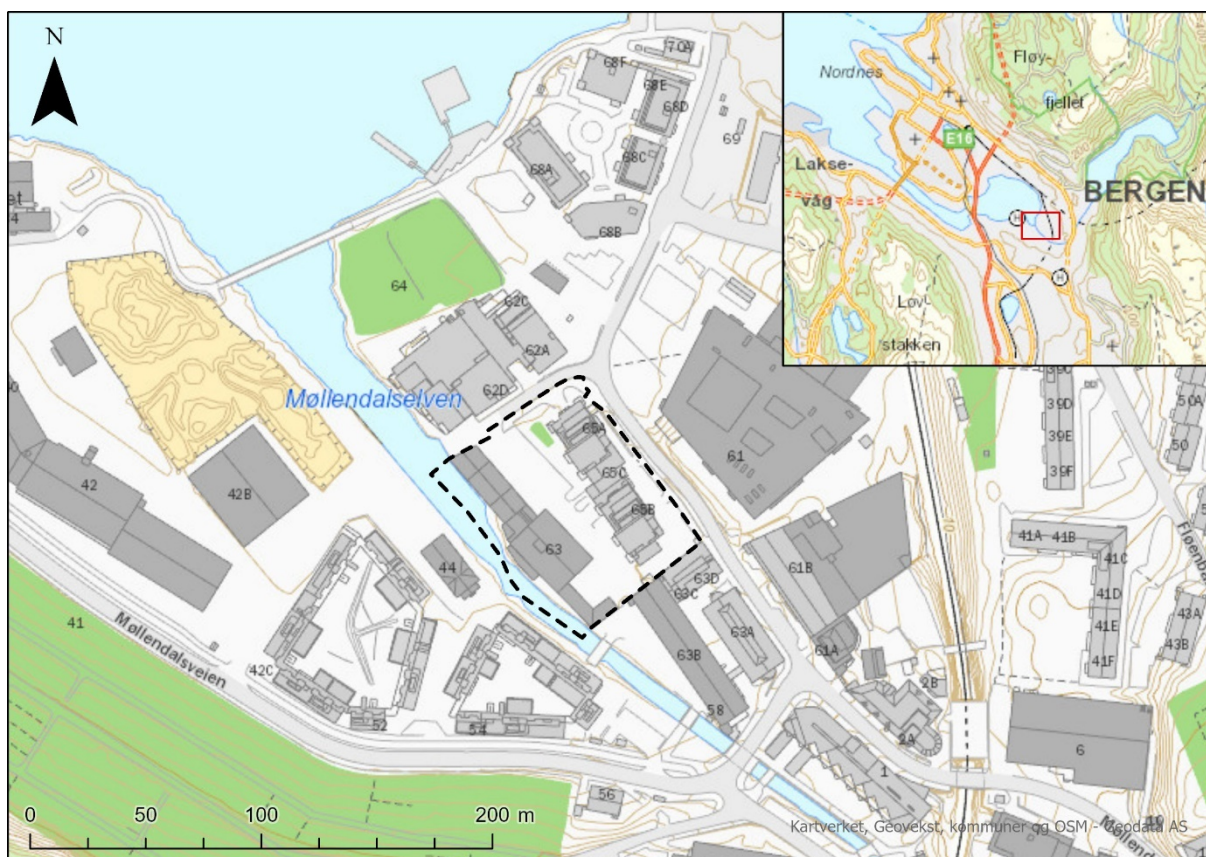 N
70A
68F
68E
68D
68C
68A
68B
69
64
62C
62A
62D
Møllendalselven
65A
65C
65B
63
63D
63C
63A
63B
61
61B
61A
42
42B
44
42C
52
54
41
Møllendalsveien
58
56
2B
2A
1
6
39D
39E
39F
50A
50
41A 41B
41C
41D
41E
41F
43A
43B
10
0 50 100 200 m
Kartverket, Geovekst, kommuner og OSM - Geodata AS
Nordnes
Fløy-
fjellet
E16
Lakse-
våg
BERGEN
H
H
Løv-
stakken
200